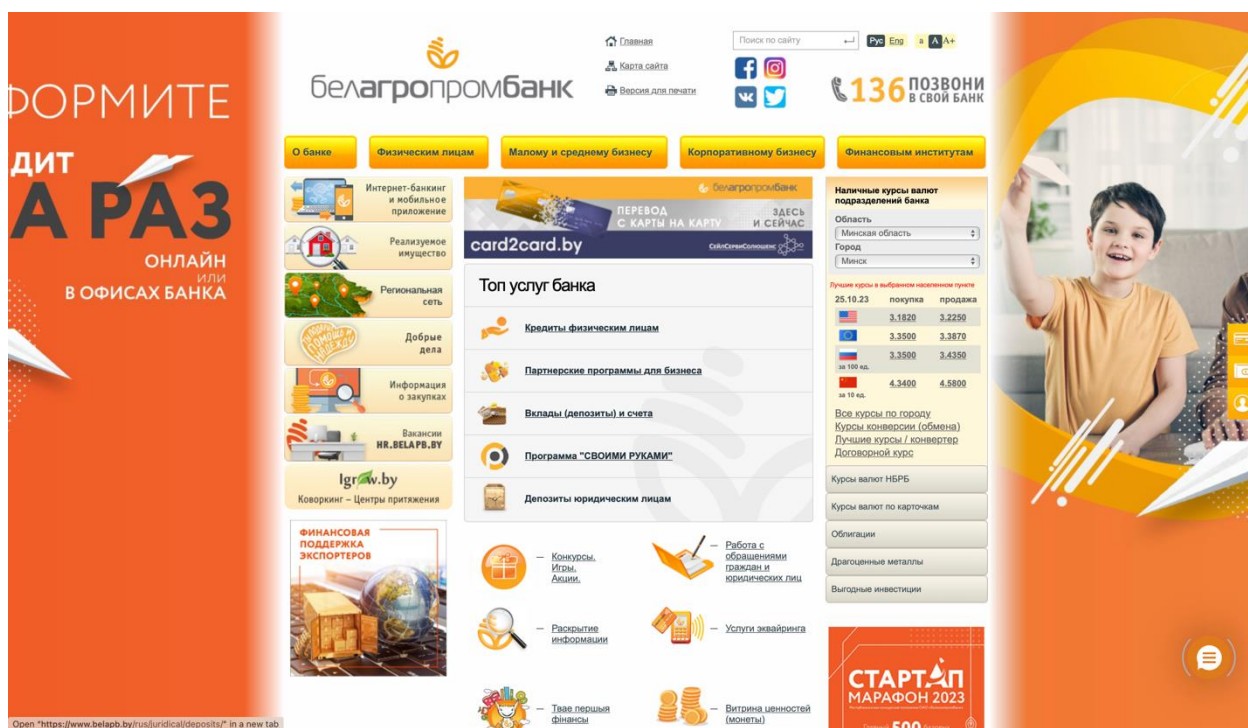 ФОРМИТЕ
ДИТ
А РАЗ
ОНЛАЙН
ИЛИ
В ОФИСАХ БАНКА
белагропромбанк
Главная
Карта сайта
Версия для печати
Поиск по сайту
Рус Eng a A A+
136 ПОЗВОНИ
В СВОЙ БАНК
О банке
Физическим лицам
Малому и среднему бизнесу
Корпоративному бизнесу
Финансовым институтам
Интернет-банкинг
и мобильное
приложение
Реализуемое
имущество
Региональная
сеть
Добрые
дела
Информация
о закупках
Вакансии
HR.BELAPB.BY
Igrow.by
Коворкинг – Центры притяжения
ФИНАНСОВАЯ
ПОДДЕРЖКА
ЭКСПОРТЕРОВ
белагропромбанк
ПЕРЕВОД
С КАРТЫ НА КАРТУ
ЗДЕСЬ
И СЕЙЧАС
card2card.by
Топ услуг банка
Кредиты физическим лицам
Партнерские программы для бизнеса
Вклады (депозиты) и счета
Программа "СВОИМИ РУКАМИ"
Депозиты юридическим лицам
— Конкурсы.
Игры.
Акции.
— Работа с
обращениями
граждан и
юридических лиц
— Раскрытие
информации
— Услуги эквайринга
— Твае першыя
фінансы
— Витрина ценностей
(монеты)
Наличные курсы валют
подразделений банка
Область
Минская область
Город
Минск
Лучшие курсы в выбранном населенном пункте
25.10.23 покупка продажа
3.1820 3.2250
3.3500 3.3870
3.3500 3.4350
за 100 ед.
4.3400 4.5800
за 10 ед.
Все курсы по городу
Курсы конверсии (обмена)
Лучшие курсы / конвертер
Договорной курс
Курсы валют НБРБ
Курсы валют по карточкам
Облигации
Драгоценные металлы
Выгодные инвестиции
СТАРТАП
МАРАФОН 2023
Open "https://www.belapb.by/rus/juridical/deposits/" in a new tab